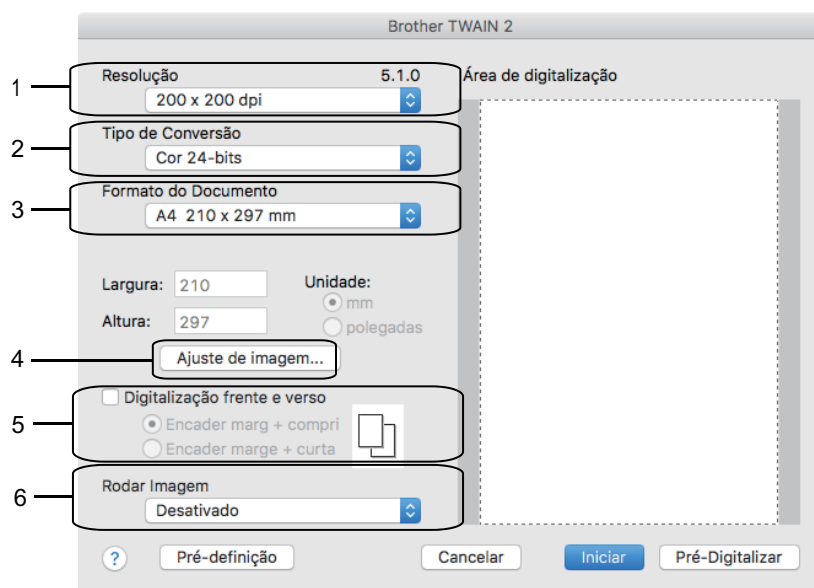 Brother TWAIN 2
1
Resolução 5.1.0
200 x 200 dpi
2
Tipo de Conversão
Cor 24-bits
3
Formato do Documento
A4 210 x 297 mm
Largura: 210
Unidade:
mm
Altura: 297
polegadas
4
Ajuste de imagem...
5
Digitalização frente e verso
Encader marg + compri
Encader marge + curta
6
Rodar Imagem
Desativado
Área de digitalização
? Pré-definição Cancelar Iniciar Pré-Digitalizar